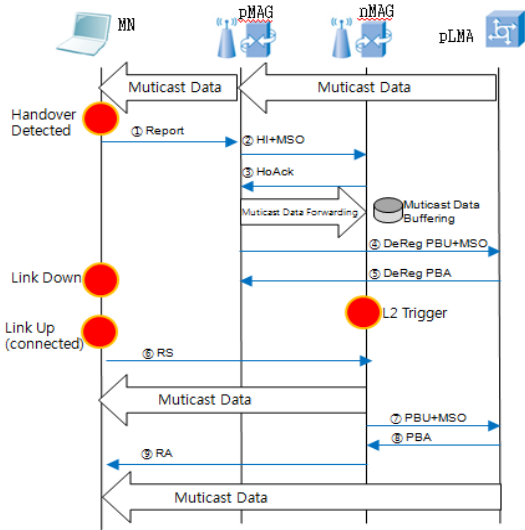 MN
pMAG
nMAG
pLMA
Muticast Data
Muticast Data
Handover
Detected
① Report
② HI+MSO
③ HoAck
Muticast Data Forwarding
Muticast Data
Buffering
④ DeReg PBU+MSO
⑤ DeReg PBA
Link Down
L2 Trigger
Link Up
(connected)
⑥ RS
Muticast Data
⑦ PBU+MSO
⑧ PBA
⑨ RA
Muticast Data